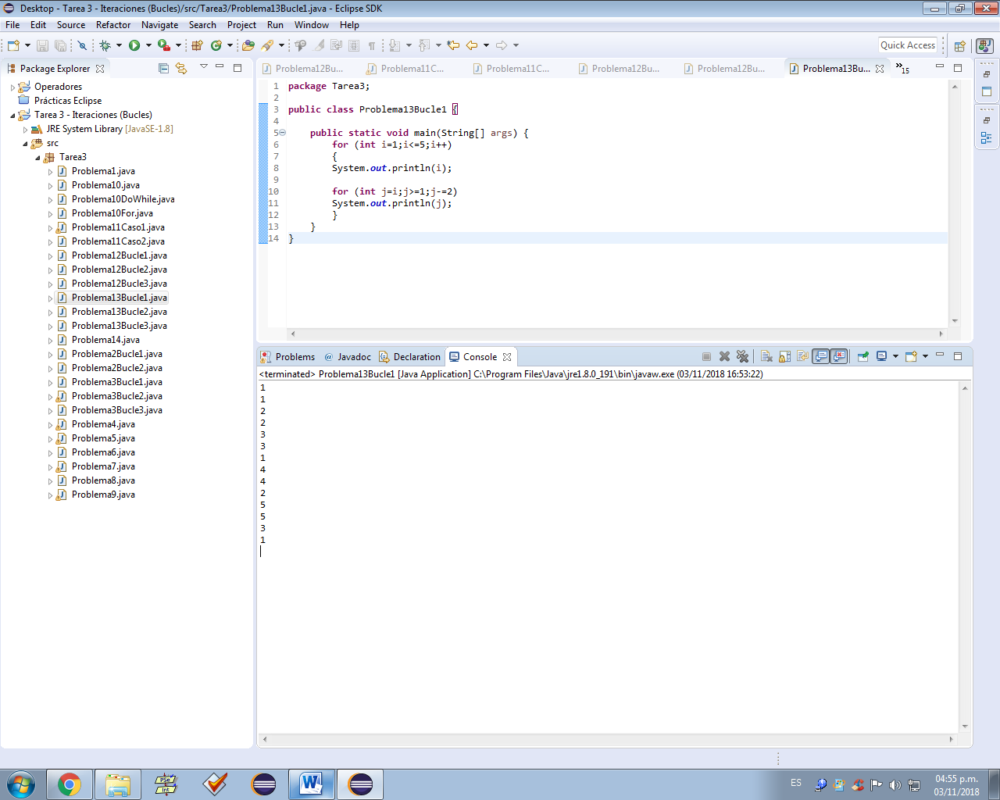 Desktop - Tarea 3 - Iteraciones (Bucles)/src/Tarea3/Problema13Bucle1.java - Eclipse SDK
File Edit Source Refactor Navigate Search Project Run Window Help
Quick Access
Package Explorer
Operadores
Prácticas Eclipse
Tarea 3 - Iteraciones (Bucles)
JRE System Library [JavaSE-1.8]
src
Tarea3
Problema1.java
Problema10.java
Problema10DoWhile.java
Problema10For.java
Problema11Caso1.java
Problema11Caso2.java
Problema12Bucle1.java
Problema12Bucle2.java
Problema12Bucle3.java
Problema13Bucle1.java
Problema13Bucle2.java
Problema13Bucle3.java
Problema14.java
Problema2Bucle1.java
Problema2Bucle2.java
Problema3Bucle1.java
Problema3Bucle2.java
Problema3Bucle3.java
Problema4.java
Problema5.java
Problema6.java
Problema7.java
Problema8.java
Problema9.java
Problema12Bu... Problema11C... Problema11C... Problema12Bu... Problema12Bu... Problema13Bu... »15
1 package Tarea3;
2
3 public class Problema13Bucle1 {
4
5 public static void main(String[] args) {
6 for (int i=1;i<=5;i++)
7 {
8 System.out.println(i);
9
10 for (int j=i;j>=1;j-=2)
11 System.out.println(j);
12 }
13 }
14 }
Problems @ Javadoc Declaration Console
<terminated> Problema13Bucle1 [Java Application] C:\Program Files\Java\jre1.8.0_191\bin\javaw.exe (03/11/2018 16:53:22)
1
1
2
2
3
3
1
4
4
2
5
5
3
1
PSe
Int
W
ES
04:55 p.m.
03/11/2018